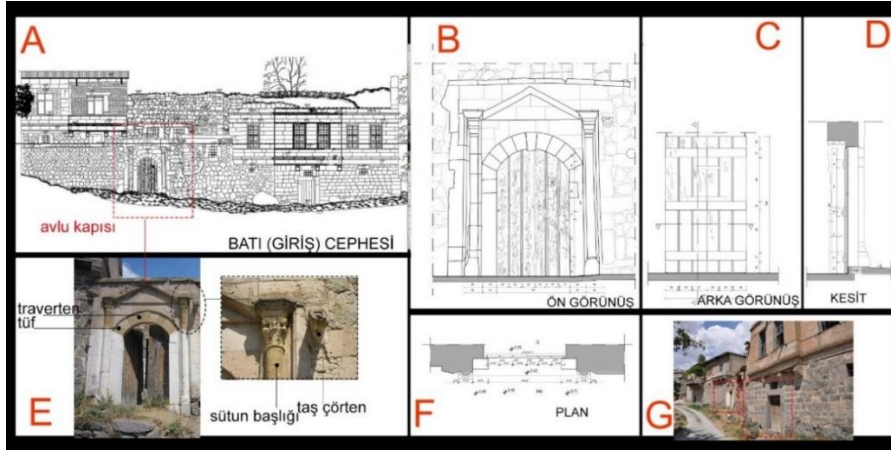 A
avlu kapısı
BATI (GİRİŞ) CEPHESİ
B
ÖN GÖRÜNÜŞ
C
ARKA GÖRÜNÜŞ
D
KESİT
E
traverten
tüf
sütun başlığı
taş çörten
F
PLAN
G